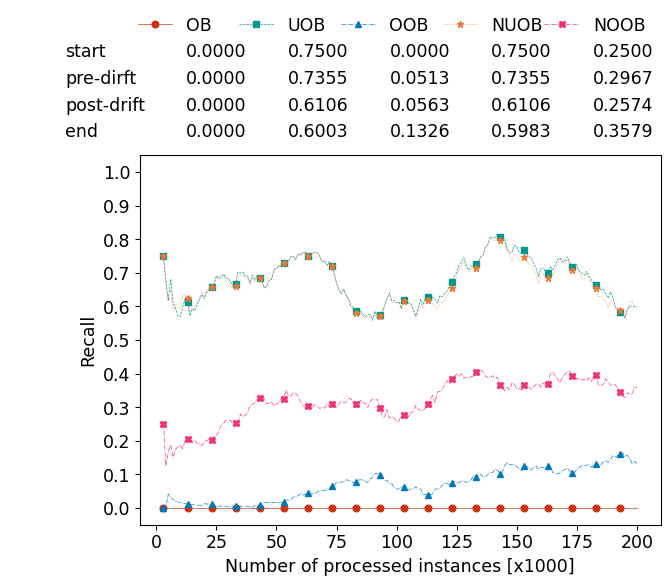 OB UOB OOB NUOB NOOB
start 0.0000 0.7500 0.0000 0.7500 0.2500
pre-dirft 0.0000 0.7355 0.0513 0.7355 0.2967
post-drift 0.0000 0.6106 0.0563 0.6106 0.2574
end 0.0000 0.6003 0.1326 0.5983 0.3579
1.0
0.9
0.8
0.7
0.6
0.5
0.4
0.3
0.2
0.1
0.0
Recall
0 25 50 75 100 125 150 175 200
Number of processed instances [x1000]